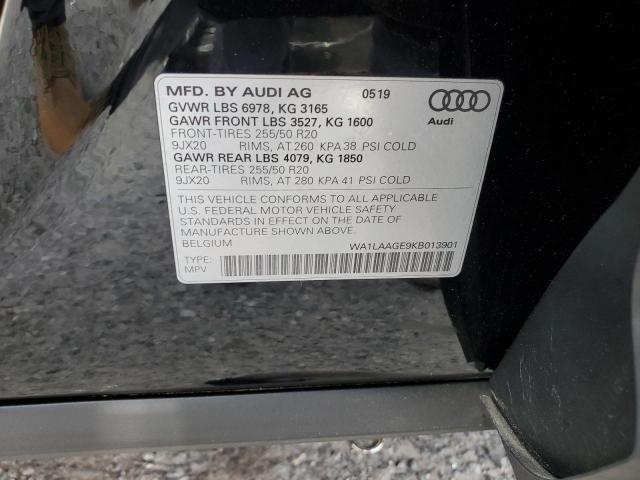 MFD. BY AUDI AG 0519
GVWR LBS 6978, KG 3165
GAWR FRONT LBS 3527, KG 1600
FRONT-TIRES 255/50 R20
9JX20 RIMS, AT 260 KPA 38 PSI COLD
GAWR REAR LBS 4079, KG 1850
REAR-TIRES 255/50 R20
9JX20 RIMS, AT 280 KPA 41 PSI COLD
Audi
THIS VEHICLE CONFORMS TO ALL APPLICABLE
U.S. FEDERAL MOTOR VEHICLE SAFETY
STANDARDS IN EFFECT ON THE DATE OF
MANUFACTURE SHOWN ABOVE.
BELGIUM WA1LAAGE9KB013901
TYPE:
MPV